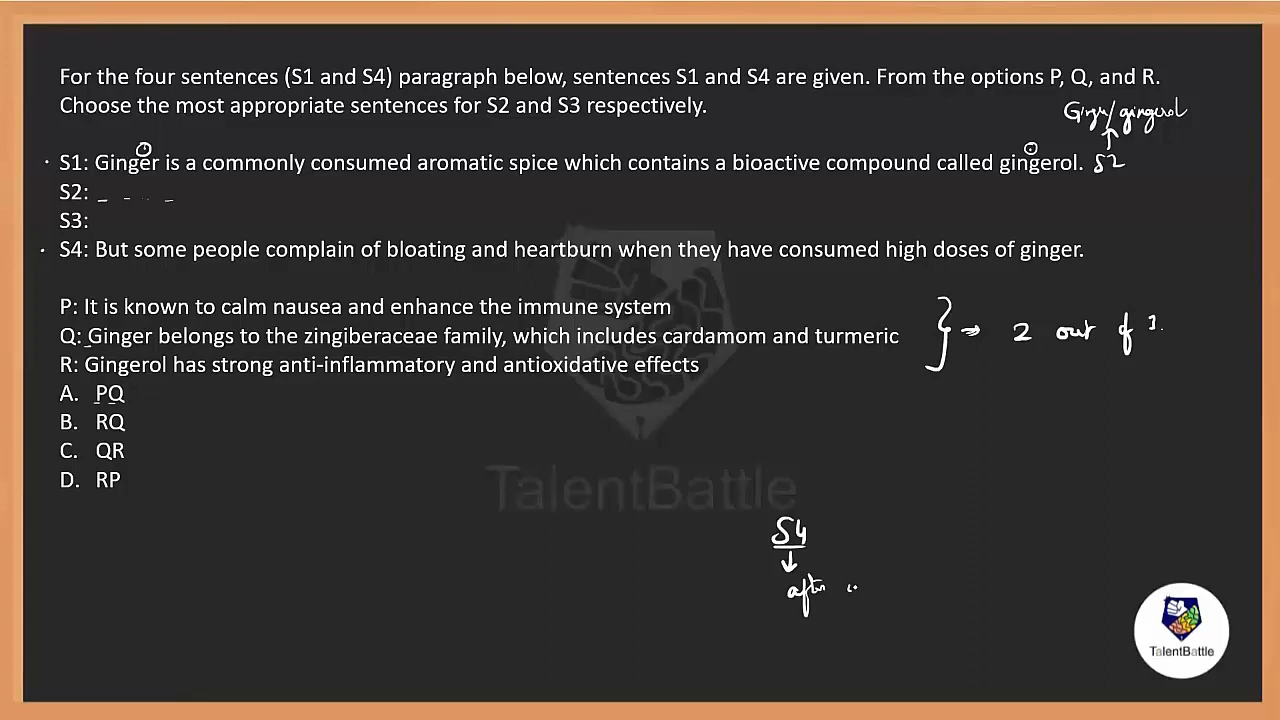 For the four sentences (S1 and S4) paragraph below, sentences S1 and S4 are given. From the options P, Q, and R.
Choose the most appropriate sentences for S2 and S3 respectively.
Ginger/gingerol
S1: Ginger is a commonly consumed aromatic spice which contains a bioactive compound called gingerol. S2
S2:
S3:
S4: But some people complain of bloating and heartburn when they have consumed high doses of ginger.
P: It is known to calm nausea and enhance the immune system
Q: Ginger belongs to the zingiberaceae family, which includes cardamom and turmeric
R: Gingerol has strong anti-inflammatory and antioxidative effects
2 out of 3.
A. PQ
B. RQ
C. QR
D. RP
TalentBattle
S4
after
TalentBattle